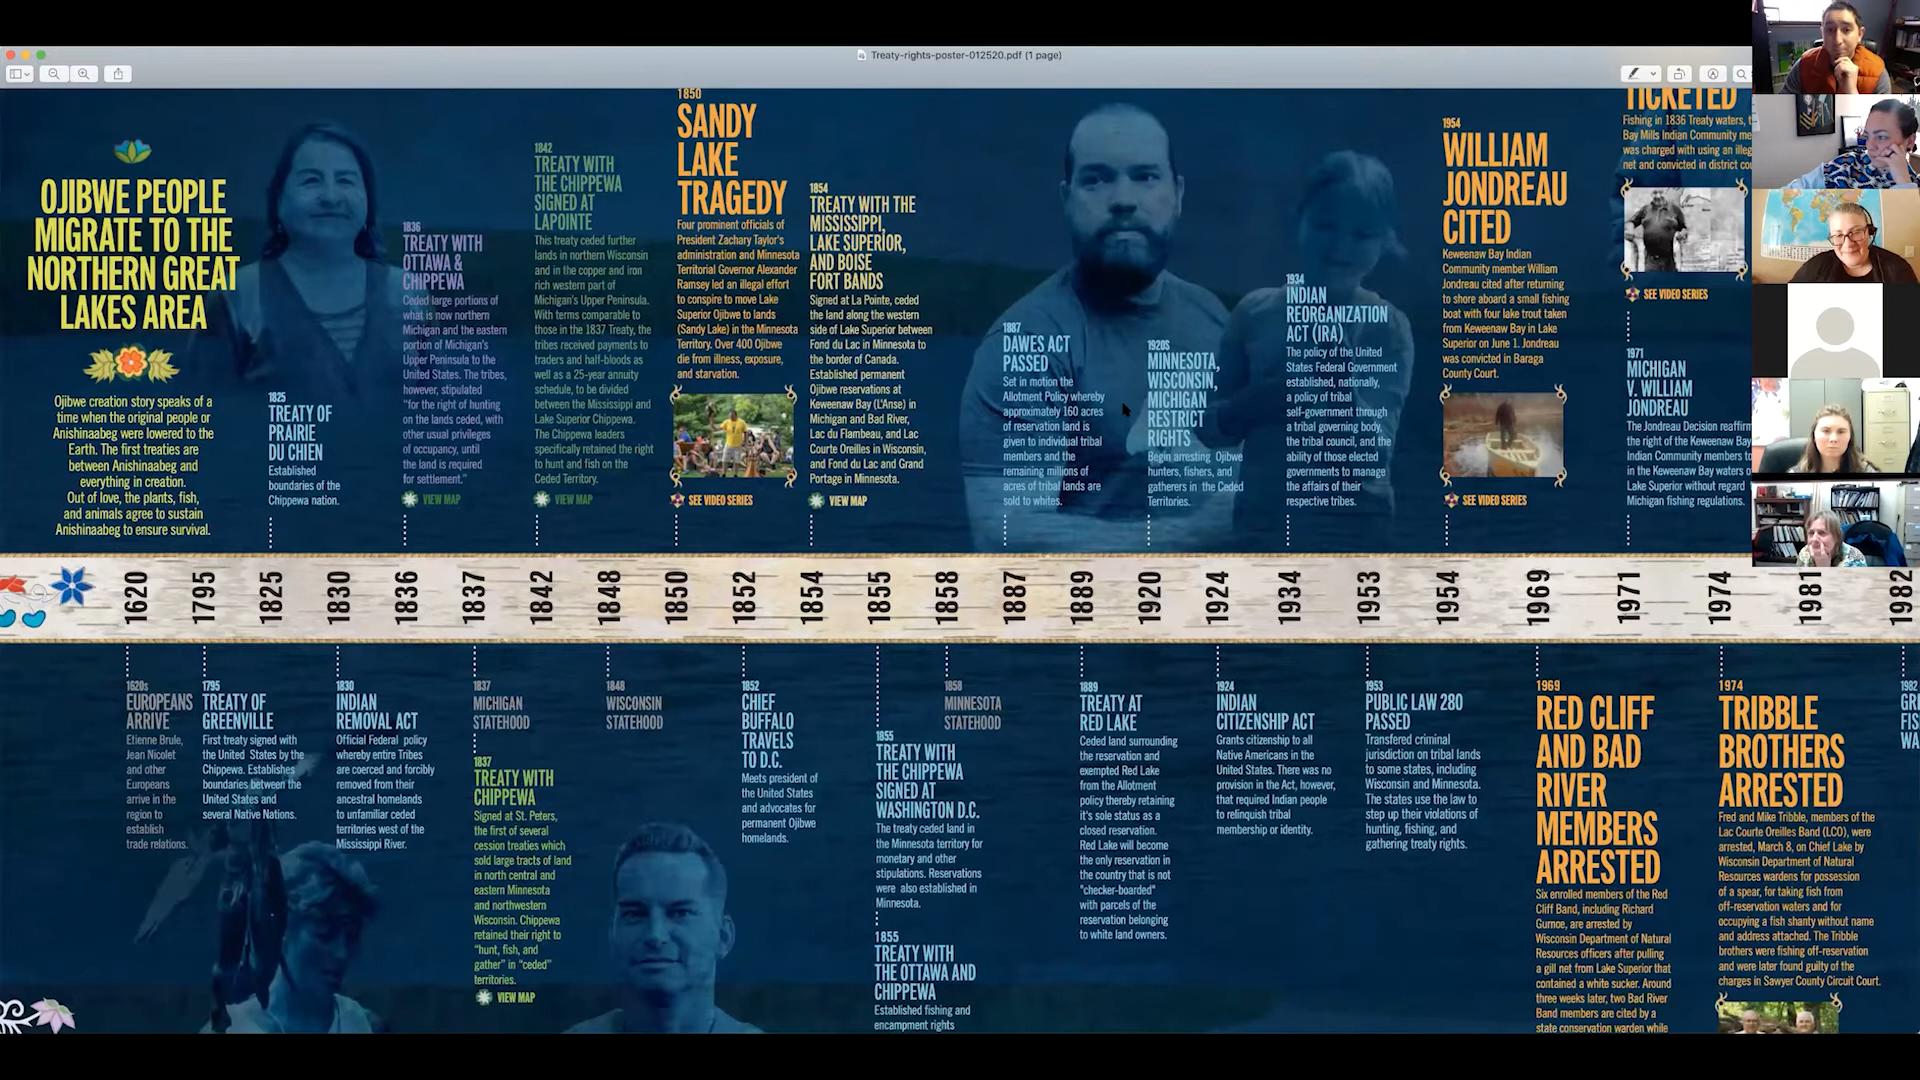 Treaty-rights-poster-012520.pdf (1 page)
OJIBWE PEOPLE
MIGRATE TO THE
NORTHERN GREAT
LAKES AREA
Ojibwe creation story speaks of a
time when the original people or
Anishinaabeg were lowered to the
Earth. The first treaties are
between Anishinaabeg and
everything in creation.
Out of love, the plants, fish,
and animals agree to sustain
Anishinaabeg to ensure survival.
1825
TREATY OF
PRAIRIE
DU CHIEN
Established
boundaries of the
Chippewa nation.
1836
TREATY WITH
OTTAWA &
CHIPPEWA
Ceded large portions of
what is now northern
Michigan and the eastern
portion of Michigan's
Upper Peninsula to the
United States. The tribes,
however, stipulated
"for the right of hunting
on the lands ceded, with
other usual privileges
of occupancy, until
the land is required
for settlement."
VIEW MAP
1842
TREATY WITH
THE CHIPPEWA
SIGNED AT
LAPOINTE
This treaty ceded further
lands in northern Wisconsin
and in the copper and iron
rich western part of
Michigan's Upper Peninsula.
With terms comparable to
those in the 1837 Treaty, the
tribes received payments to
traders and half-bloods as
well as a 25-year annuity
schedule, to be divided
between the Mississippi and
Lake Superior Chippewa.
The Chippewa leaders
specifically retained the right
to hunt and fish on the
Ceded Territory.
VIEW MAP
1850
SANDY
LAKE
TRAGEDY
Four prominent officials of
President Zachary Taylor's
administration and Minnesota
Territorial Governor Alexander
Ramsey led an illegal effort
to conspire to move Lake
Superior Ojibwe to lands
(Sandy Lake) in the Minnesota
Territory. Over 400 Ojibwe
die from illness, exposure,
and starvation.
SEE VIDEO SERIES
1854
TREATY WITH THE
MISSISSIPPI,
LAKE SUPERIOR,
AND BOISE
FORT BANDS
Signed at La Pointe, ceded
the land along the western
side of Lake Superior between
Fond du Lac in Minnesota to
the border of Canada.
Established permanent
Ojibwe reservations at
Keweenaw Bay (L'Anse) in
Michigan and Bad River,
Lac du Flambeau, and Lac
Courte Oreilles in Wisconsin,
and Fond du Lac and Grand
Portage in Minnesota.
VIEW MAP
1887
DAWES ACT
PASSED
Set in motion the
Allotment Policy whereby
approximately 160 acres
of reservation land is
given to individual tribal
members and the
remaining millions of
acres of tribal lands are
sold to whites.
1920S
MINNESOTA,
WISCONSIN,
MICHIGAN
RESTRICT
RIGHTS
Begin arresting Ojibwe
hunters, fishers, and
gatherers in the Ceded
Territories.
1934
INDIAN
REORGANIZATION
ACT (IRA)
The policy of the United
States Federal Government
established, nationally,
a policy of tribal
self-government through
a tribal governing body,
the tribal council, and the
ability of those elected
governments to manage
the affairs of their
respective tribes.
1954
WILLIAM
JONDREAU
CITED
Keweenaw Bay Indian
Community member William
Jondreau cited after returning
to shore aboard a small fishing
boat with four lake trout taken
from Keweenaw Bay in Lake
Superior on June 1. Jondreau
was convicted in Baraga
County Court.
SEE VIDEO SERIES
TICKETED
Fishing in 1836 Treaty waters,
Bay Mills Indian Community
was charged with using an
net and convicted in district
SEE VIDEO SERIES
1971
MICHIGAN
V. WILLIAM
JONDREAU
The Jondreau Decision
the right of the Keweenaw Bay
Indian Community members to
in the Keweenaw Bay waters
Lake Superior without regard
Michigan fishing regulations.
1620 1795 1825 1830 1836 1837 1842 1848 1850 1852 1854 1855 1858 1887 1889 1920 1924 1934 1953 1954 1969 1971 1974 1981 1982
1620s
EUROPEANS
ARRIVE
Etienne Brule,
Jean Nicolet
and other
Europeans
arrive in the
region to
establish
trade relations.
1795
TREATY OF
GREENVILLE
First treaty signed with
the United States by the
Chippewa. Establishes
boundaries between the
United States and
several Native Nations.
1830
INDIAN
REMOVAL ACT
Official Federal policy
whereby entire Tribes
are coerced and forcibly
removed from their
ancestral homelands
to unfamiliar ceded
territories west of the
Mississippi River.
1837
MICHIGAN
STATEHOOD
1837
TREATY WITH
CHIPPEWA
Signed at St. Peters,
the first of several
cession treaties which
sold large tracts of land
in north central and
eastern Minnesota
and northwestern
Wisconsin. Chippewa
retained their right to
"hunt, fish, and
gather" in "ceded"
territories.
VIEW MAP
1848
WISCONSIN
STATEHOOD
1852
CHIEF
BUFFALO
TRAVELS
TO D.C.
Meets president of
the United States
and advocates for
permanent Ojibwe
homelands.
1855
TREATY WITH
THE CHIPPEWA
SIGNED AT
WASHINGTON D.C.
The treaty ceded land in
the Minnesota territory for
monetary and other
stipulations. Reservations
were also established in
Minnesota.
1855
TREATY WITH
THE OTTAWA AND
CHIPPEWA
Established fishing and
encampment rights
1858
MINNESOTA
STATEHOOD
1889
TREATY AT
RED LAKE
Ceded land surrounding
the reservation and
exempted Red Lake
from the Allotment
policy thereby retaining
it's sole status as a
closed reservation.
Red Lake will become
the only reservation in
the country that is not
"checker-boarded"
with parcels of the
reservation belonging
to white land owners.
1924
INDIAN
CITIZENSHIP ACT
Grants citizenship to all
Native Americans in the
United States. There was no
provision in the Act, however,
that required Indian people
to relinquish tribal
membership or identity.
1953
PUBLIC LAW 280
PASSED
Transfered criminal
jurisdiction on tribal lands
to some states, including
Wisconsin and Minnesota.
The states use the law to
step up their violations of
hunting, fishing, and
gathering treaty rights.
1969
RED CLIFF
AND BAD
RIVER
MEMBERS
ARRESTED
Six enrolled members of the Red
Cliff Band, including Richard
Gurnoe, are arrested by
Wisconsin Department of Natural
Resources officers after pulling
a gill net from Lake Superior that
contained a white sucker. Around
three weeks later, two Bad River
Band members are cited by a
state conservation warden while
1974
TRIBBLE
BROTHERS
ARRESTED
Fred and Mike Tribble, members of the
Lac Courte Oreilles Band (LCO), were
arrested, March 8, on Chief Lake by
Wisconsin Department of Natural
Resources wardens for possession
of a spear, for taking fish from
off-reservation waters and for
occupying a fish shanty without name
and address attached. The Tribble
brothers were fishing off-reservation
and were later found guilty of the
charges in Sawyer County Circuit Court.
1982